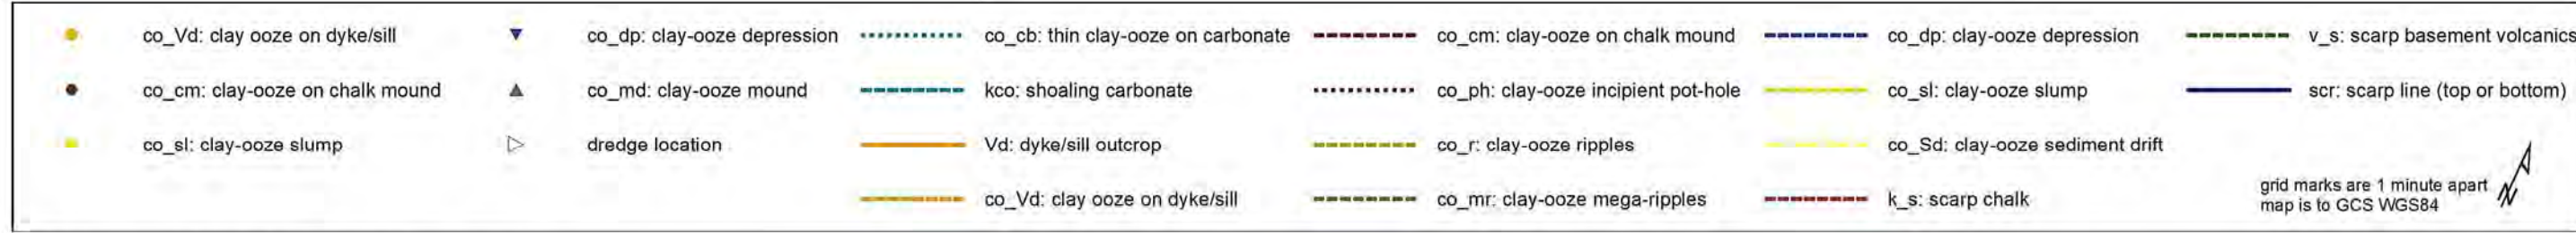 co_Vd: clay ooze on dyke/sill
co_cm: clay-ooze on chalk mound
co_sl: clay-ooze slump
co_dp: clay-ooze depression
co_md: clay-ooze mound
dredge location
co_cb: thin clay-ooze on carbonate
kco: shoaling carbonate
Vd: dyke/sill outcrop
co_Vd: clay ooze on dyke/sill
co_cm: clay-ooze on chalk mound
co_ph: clay-ooze incipient pot-hole
co_r: clay-ooze ripples
co_mr: clay-ooze mega-ripples
co_dp: clay-ooze depression
co_sl: clay-ooze slump
co_Sd: clay-ooze sediment drift
k_s: scarp chalk
v_s: scarp basement volcanics
scr: scarp line (top or bottom)
grid marks are 1 minute apart
map is to GCS WGS84
N